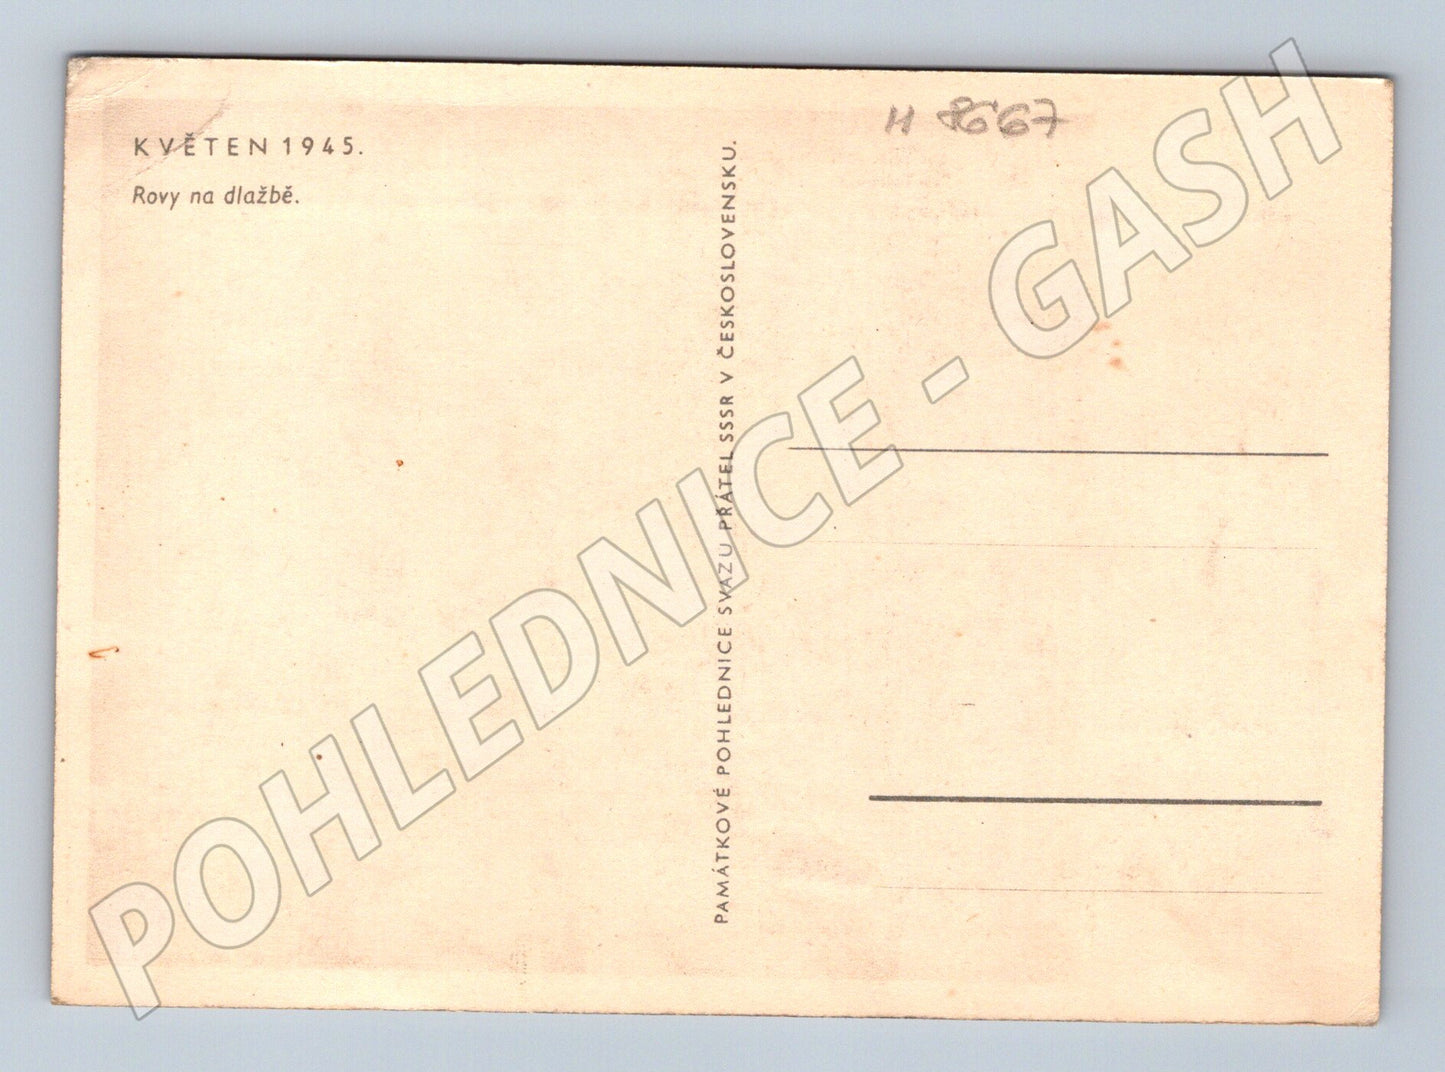 KVĚTEN 1945.
Rovy na dlažbě.
H 8667
PAMÁTKOVÉ POHLEDNICE SVAZU PŘÁTEL SSSR V ČESKOSLOVENSKU.
POHLEDNICE - GASH